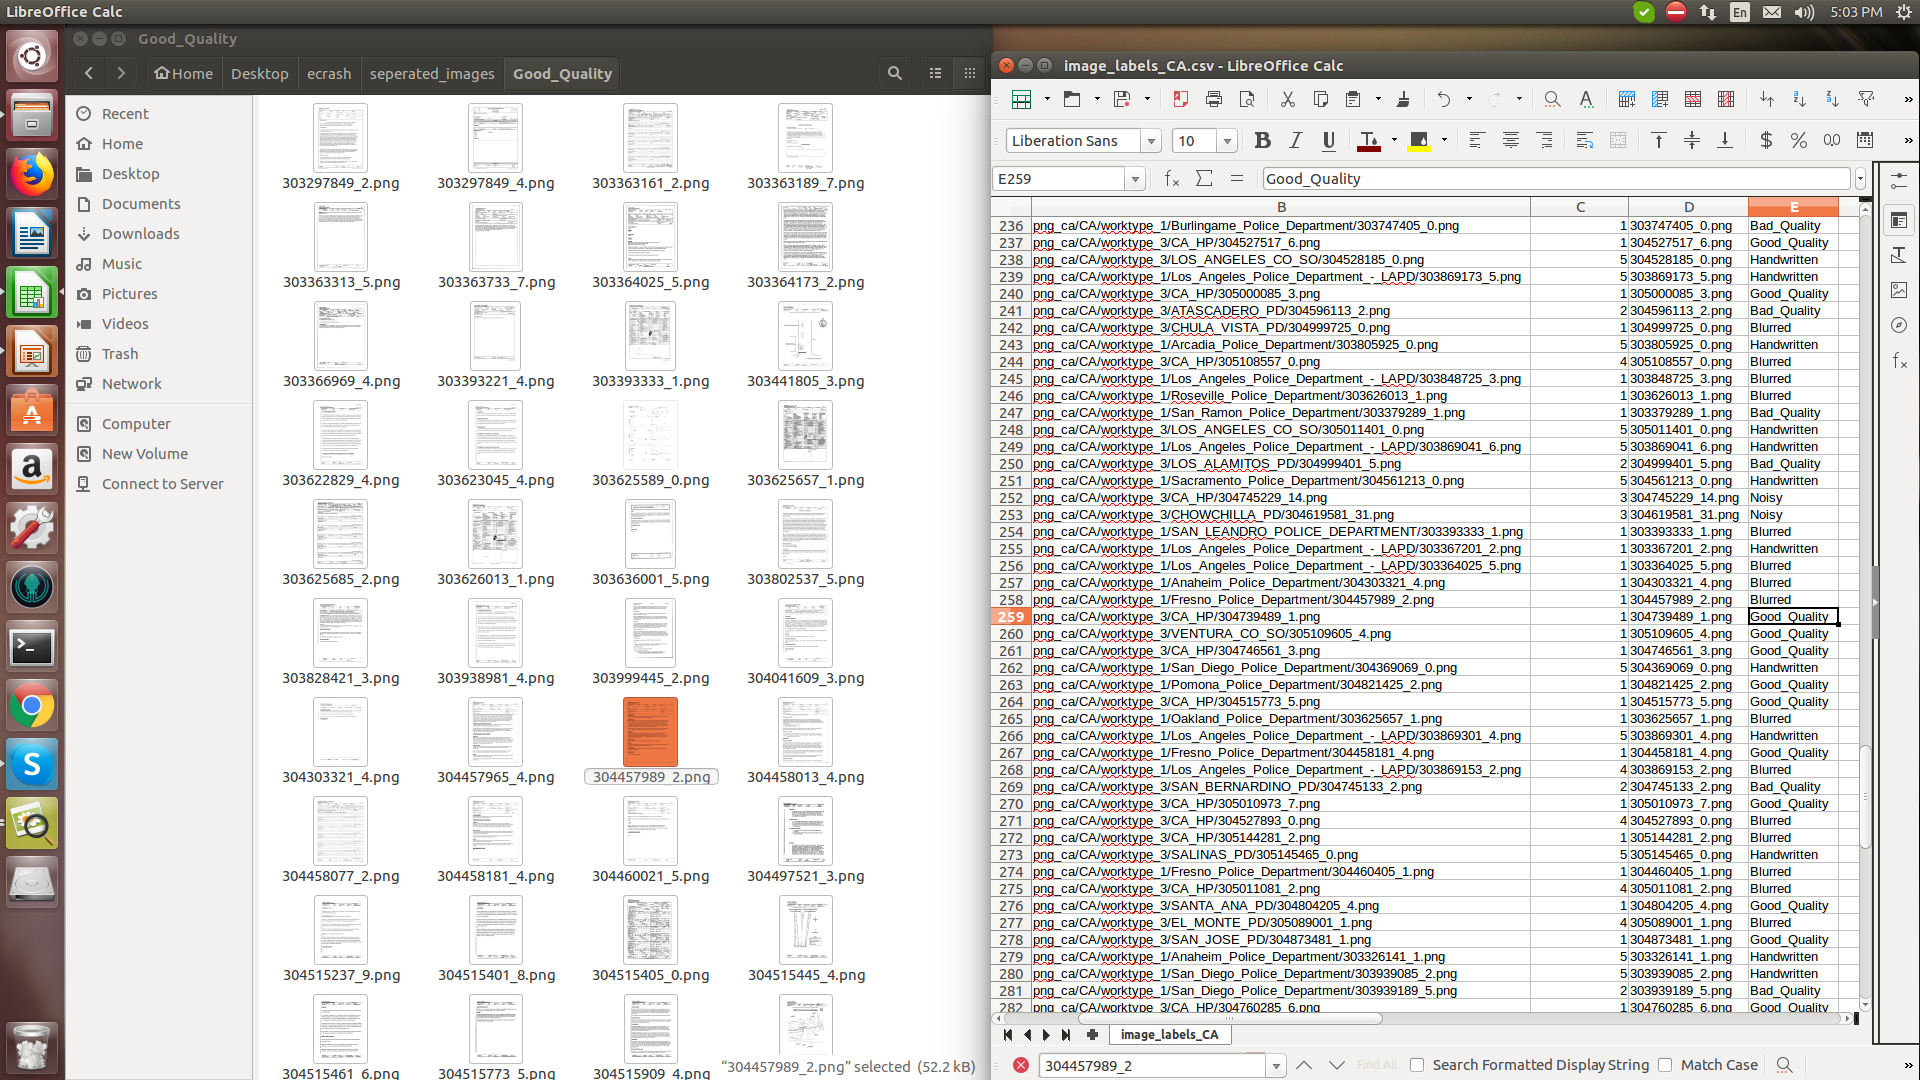 LibreOffice Calc
En
5:03 PM
Good_Quality
Home
Desktop
ecrash
seperated_images
Good_Quality
Recent
Home
Desktop
Documents
Downloads
Music
Pictures
Videos
Trash
Network
Computer
New Volume
Connect to Server
303297849_2.png
303297849_4.png
303363161_2.png
303363189_7.png
303363313_5.png
303363733_7.png
303364025_5.png
303364173_2.png
303366969_4.png
303393221_4.png
303393333_1.png
303441805_3.png
303622829_4.png
303623045_4.png
303625589_0.png
303625657_1.png
303625685_2.png
303626013_1.png
303636001_5.png
303802537_5.png
303828421_3.png
303938981_4.png
303999445_2.png
304041609_3.png
304303321_4.png
304457965_4.png
304457989_2.png
304458013_4.png
304458077_2.png
304458181_4.png
304460021_5.png
304497521_3.png
304515237_9.png
304515401_8.png
304515405_0.png
304515445_4.png
304515461_6.png
304515773_5.png
304515909_4.png
"304457989_2.png" selected (52.2 kB)
image_labels_CA.csv - LibreOffice Calc
Liberation Sans
10
E259
Good_Quality
B C D E
236 png_ca/CA/worktype_1/Burlingame_Police_Department/303747405_0.png 1 303747405_0.png Bad_Quality
237 png_ca/CA/worktype_3/CA_HP/304527517_6.png 1 304527517_6.png Good_Quality
238 png_ca/CA/worktype_3/LOS_ANGELES_CO_SO/304528185_0.png 5 304528185_0.png Handwritten
239 png_ca/CA/worktype_1/Los_Angeles_Police_Department_-_LAPD/303869173_5.png 5 303869173_5.png Handwritten
240 png_ca/CA/worktype_3/CA_HP/305000085_3.png 1 305000085_3.png Good_Quality
241 png_ca/CA/worktype_3/ATASCADERO_PD/304596113_2.png 2 304596113_2.png Bad_Quality
242 png_ca/CA/worktype_3/CHULA_VISTA_PD/304999725_0.png 1 304999725_0.png Blurred
243 png_ca/CA/worktype_1/Arcadia_Police_Department/303805925_0.png 5 303805925_0.png Handwritten
244 png_ca/CA/worktype_3/CA_HP/305108557_0.png 4 305108557_0.png Blurred
245 png_ca/CA/worktype_1/Los_Angeles_Police_Department_-_LAPD/303848725_3.png 1 303848725_3.png Blurred
246 png_ca/CA/worktype_1/Roseville_Police_Department/303626013_1.png 1 303626013_1.png Blurred
247 png_ca/CA/worktype_1/San_Ramon_Police_Department/303379289_1.png 1 303379289_1.png Bad_Quality
248 png_ca/CA/worktype_3/LOS_ANGELES_CO_SO/305011401_0.png 5 305011401_0.png Handwritten
249 png_ca/CA/worktype_1/Los_Angeles_Police_Department_-_LAPD/303869041_6.png 5 303869041_6.png Handwritten
250 png_ca/CA/worktype_3/LOS_ALAMITOS_PD/304999401_5.png 2 304999401_5.png Bad_Quality
251 png_ca/CA/worktype_1/Sacramento_Police_Department/304561213_0.png 5 304561213_0.png Handwritten
252 png_ca/CA/worktype_3/CA_HP/304745229_14.png 3 304745229_14.png Noisy
253 png_ca/CA/worktype_3/CHOWCHILLA_PD/304619581_31.png 3 304619581_31.png Noisy
254 png_ca/CA/worktype_1/SAN_LEANDRO_POLICE_DEPARTMENT/303393333_1.png 1 303393333_1.png Blurred
255 png_ca/CA/worktype_1/Los_Angeles_Police_Department_-_LAPD/303367201_2.png 1 303367201_2.png Handwritten
256 png_ca/CA/worktype_1/Los_Angeles_Police_Department_-_LAPD/303364025_5.png 1 303364025_5.png Blurred
257 png_ca/CA/worktype_1/Anaheim_Police_Department/304303321_4.png 1 304303321_4.png Blurred
258 png_ca/CA/worktype_1/Fresno_Police_Department/304457989_2.png 1 304457989_2.png Blurred
259 png_ca/CA/worktype_3/CA_HP/304739489_1.png 1 304739489_1.png Good_Quality
260 png_ca/CA/worktype_3/VENTURA_CO_SO/305109605_4.png 1 305109605_4.png Good_Quality
261 png_ca/CA/worktype_3/CA_HP/304746561_3.png 1 304746561_3.png Good_Quality
262 png_ca/CA/worktype_1/San_Diego_Police_Department/304369069_0.png 5 304369069_0.png Handwritten
263 png_ca/CA/worktype_1/Pomona_Police_Department/304821425_2.png 1 304821425_2.png Good_Quality
264 png_ca/CA/worktype_3/CA_HP/304515773_5.png 1 304515773_5.png Good_Quality
265 png_ca/CA/worktype_1/Oakland_Police_Department/303625657_1.png 1 303625657_1.png Blurred
266 png_ca/CA/worktype_1/Los_Angeles_Police_Department_-_LAPD/303869301_4.png 5 303869301_4.png Handwritten
267 png_ca/CA/worktype_1/Fresno_Police_Department/304458181_4.png 1 304458181_4.png Good_Quality
268 png_ca/CA/worktype_1/Los_Angeles_Police_Department_-_LAPD/303869153_2.png 4 303869153_2.png Blurred
269 png_ca/CA/worktype_3/SAN_BERNARDINO_PD/304745133_2.png 2 304745133_2.png Bad_Quality
270 png_ca/CA/worktype_3/CA_HP/305010973_7.png 1 305010973_7.png Good_Quality
271 png_ca/CA/worktype_3/CA_HP/304527893_0.png 4 304527893_0.png Blurred
272 png_ca/CA/worktype_3/CA_HP/305144281_2.png 1 305144281_2.png Blurred
273 png_ca/CA/worktype_3/SALINAS_PD/305145465_0.png 5 305145465_0.png Handwritten
274 png_ca/CA/worktype_1/Fresno_Police_Department/304460405_1.png 1 304460405_1.png Blurred
275 png_ca/CA/worktype_3/CA_HP/305011081_2.png 4 305011081_2.png Blurred
276 png_ca/CA/worktype_3/SANTA_ANA_PD/304804205_4.png 1 304804205_4.png Good_Quality
277 png_ca/CA/worktype_3/EL_MONTE_PD/305089001_1.png 4 305089001_1.png Blurred
278 png_ca/CA/worktype_3/SAN_JOSE_PD/304873481_1.png 1 304873481_1.png Good_Quality
279 png_ca/CA/worktype_1/Anaheim_Police_Department/303326141_1.png 5 303326141_1.png Handwritten
280 png_ca/CA/worktype_1/San_Diego_Police_Department/303939085_2.png 5 303939085_2.png Handwritten
281 png_ca/CA/worktype_1/San_Diego_Police_Department/303939189_5.png 2 303939189_5.png Bad_Quality
282 png_ca/CA/worktype_3/CA_HP/304760285_6.png 1 304760285_6.png Good_Quality
image_labels_CA
304457989_2
Find All
Search Formatted Display String
Match Case